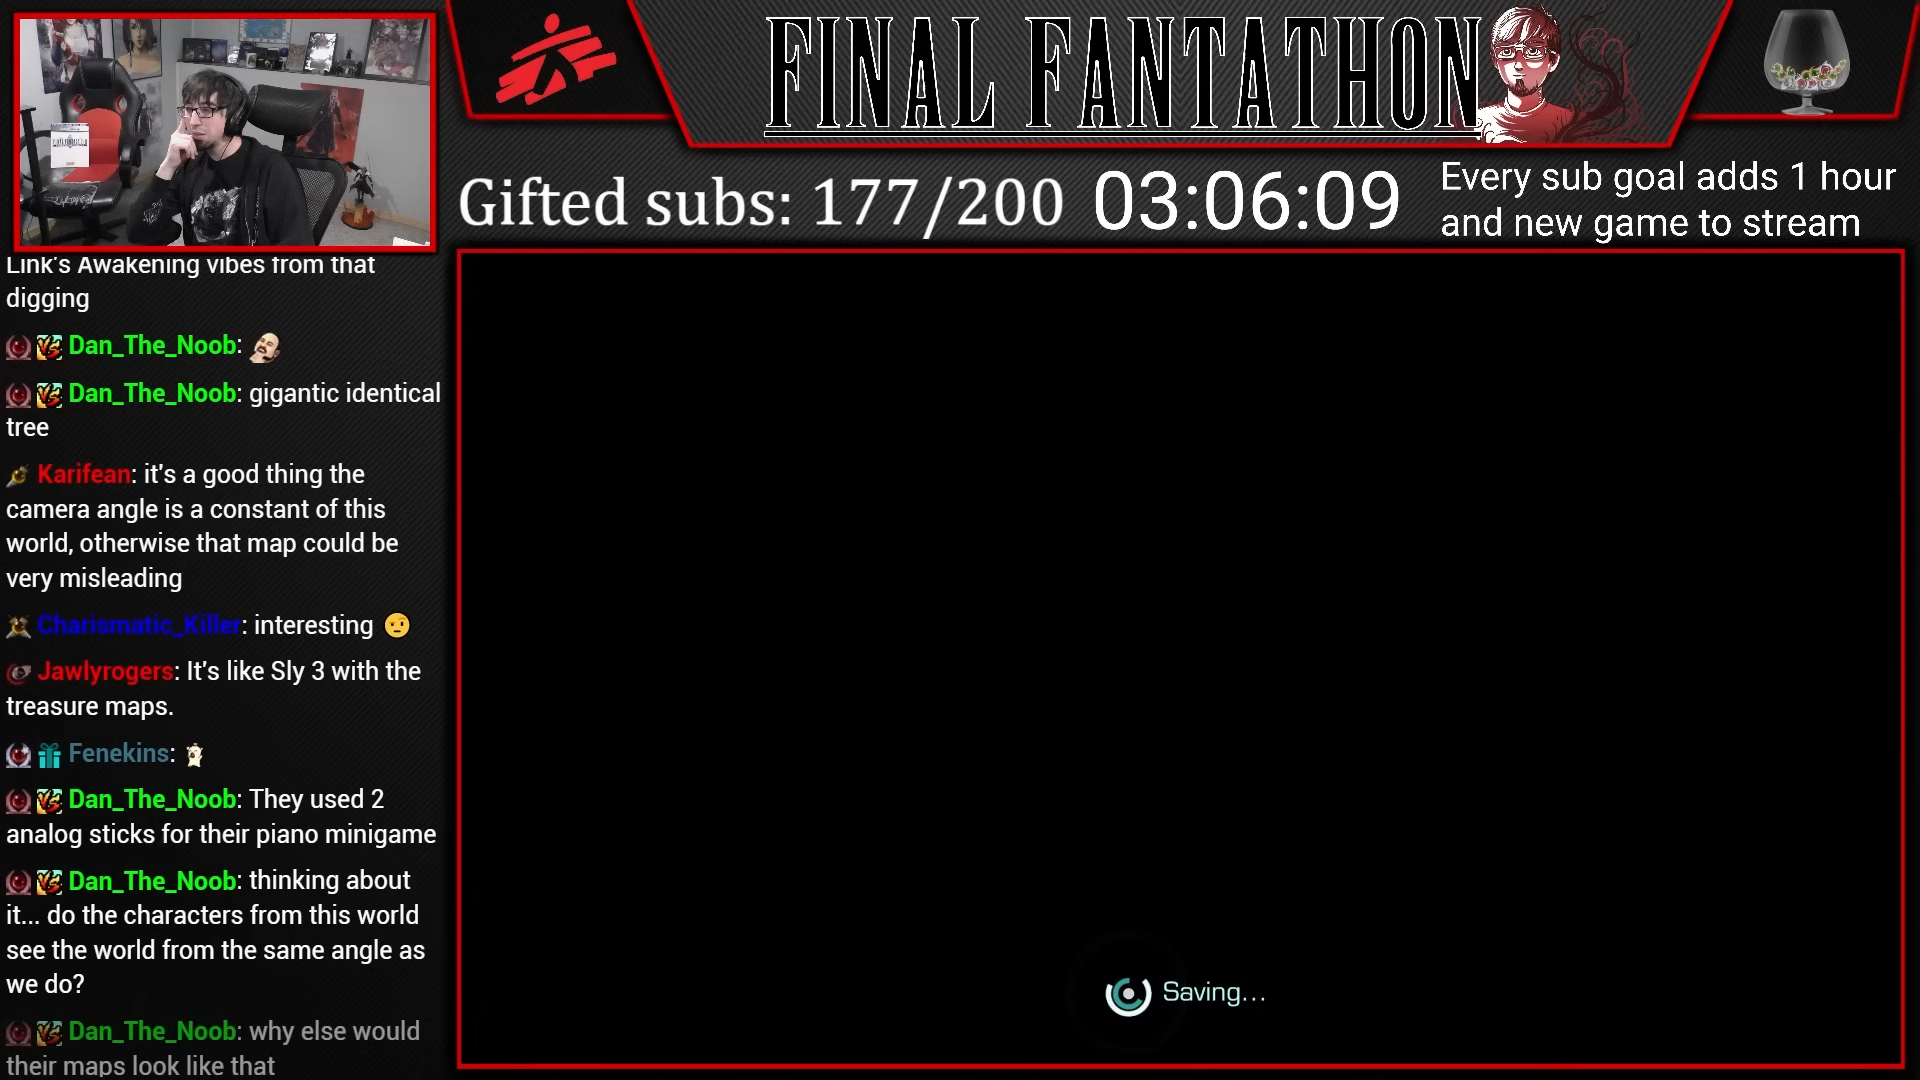 FINAL FANTATHON
Gifted subs: 177/200
03:06:09
Every sub goal adds 1 hour
and new game to stream
Link's Awakening vibes from that
digging
Dan_The_Noob:
Dan_The_Noob: gigantic identical
tree
Karifean: it's a good thing the
camera angle is a constant of this
world, otherwise that map could be
very misleading
Charismatic_Killer: interesting
Jawlyrogers: It's like Sly 3 with the
treasure maps.
Fenekins:
Dan_The_Noob: They used 2
analog sticks for their piano minigame
Dan_The_Noob: thinking about
it... do the characters from this world
see the world from the same angle as
we do?
Dan_The_Noob: why else would
their maps look like that
Saving...